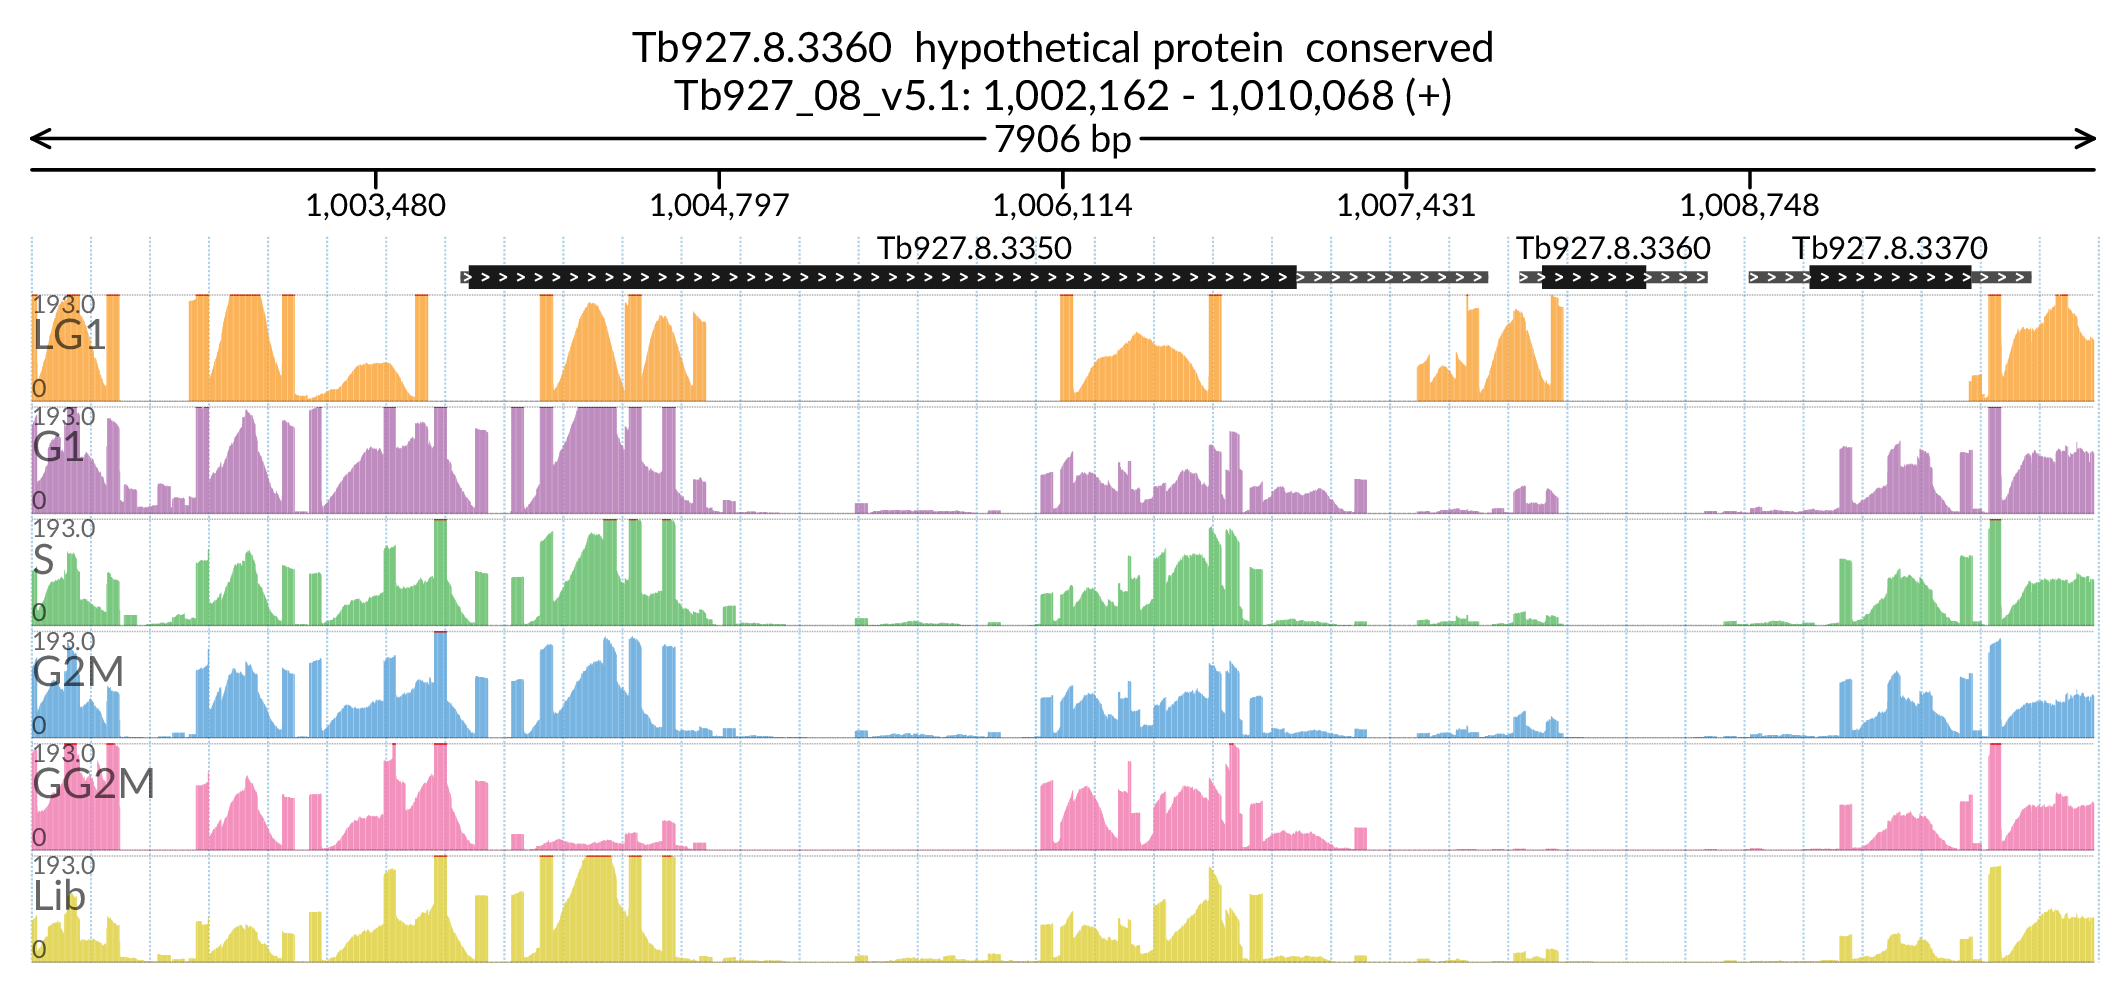 Tb927.8.3360  hypothetical protein  conserved
Tb927_08_v5.1: 1,002,162 - 1,010,068 (+)
7906 bp
1,003,480 1,004,797 1,006,114 1,007,431 1,008,748
Tb927.8.3350 Tb927.8.3360 Tb927.8.3370
193.0
LG1
0
193.0
G1
0
193.0
S
0
193.0
G2M
0
193.0
GG2M
0
193.0
Lib
0